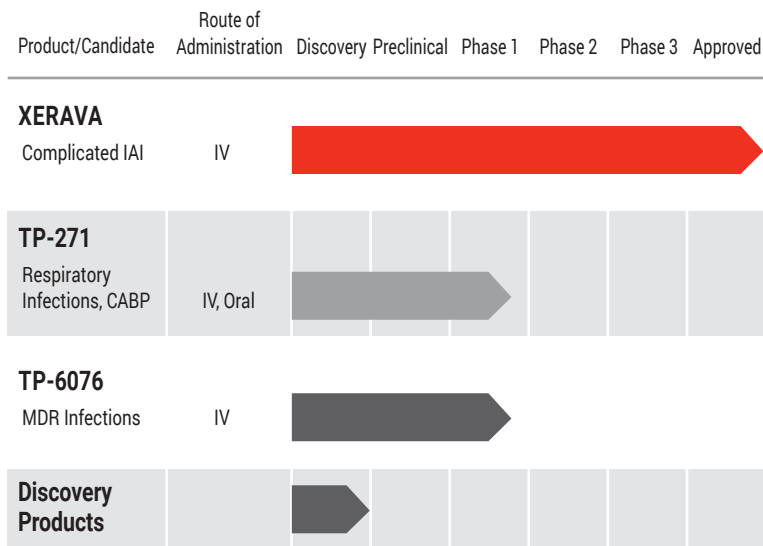 Product/Candidate Route of Administration Discovery Preclinical Phase 1 Phase 2 Phase 3 Approved
XERAVA
Complicated IAI IV
TP-271
Respiratory
Infections, CABP IV, Oral
TP-6076
MDR Infections IV
Discovery
Products